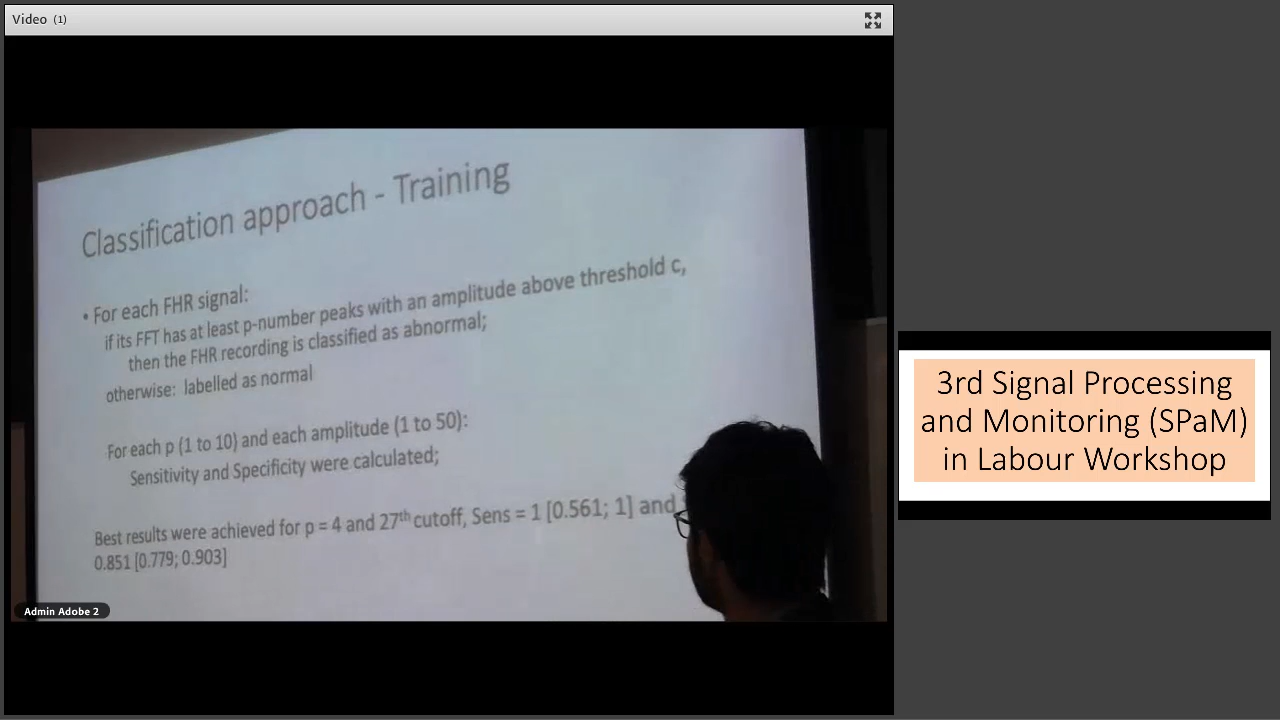 Video (1)
Classification approach - Training
• For each FHR signal:
if its FFT has at least p-number peaks with an amplitude above threshold c,
then the FHR recording is classified as abnormal;
otherwise: labelled as normal
For each p (1 to 10) and each amplitude (1 to 50):
Sensitivity and Specificity were calculated;
Best results were achieved for p = 4 and 27th cutoff, Sens = 1 [0.561; 1] and
0.851 [0.779; 0.903]
Admin Adobe 2
3rd Signal Processing
and Monitoring (SPaM)
in Labour Workshop